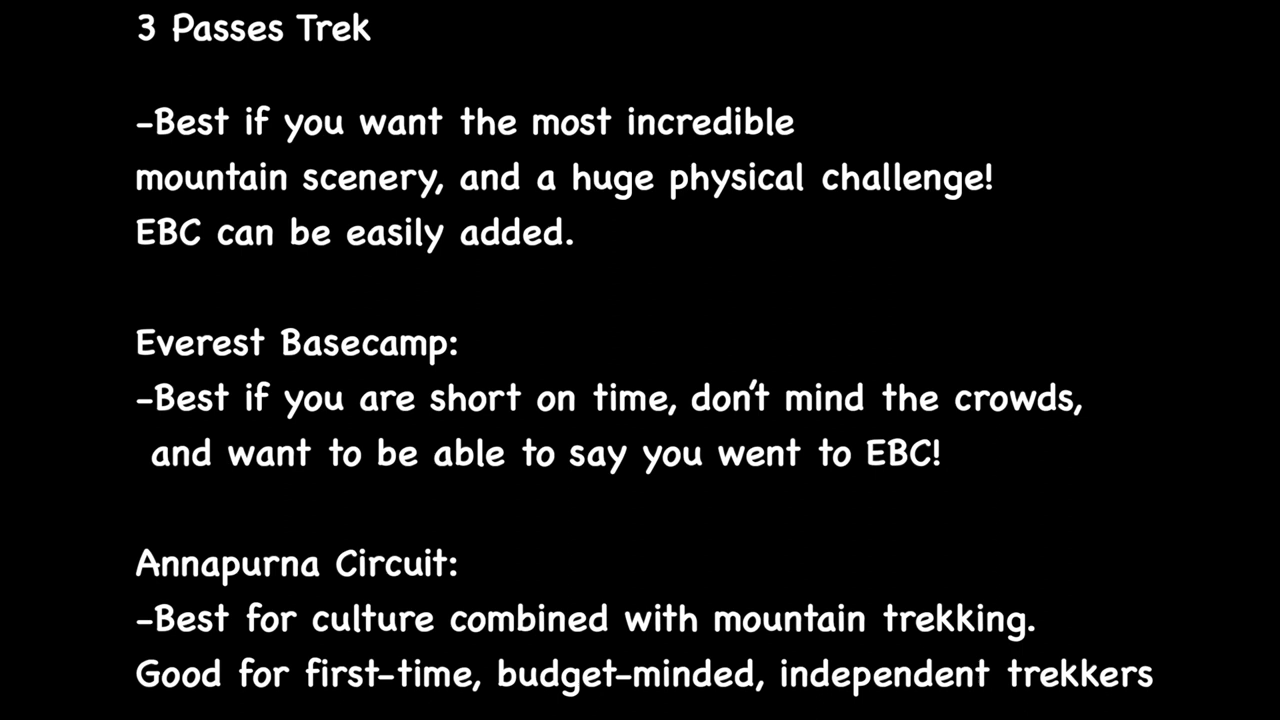 3 Passes Trek
-Best if you want the most incredible
mountain scenery, and a huge physical challenge!
EBC can be easily added.
Everest Basecamp:
-Best if you are short on time, don't mind the crowds,
and want to be able to say you went to EBC!
Annapurna Circuit:
-Best for culture combined with mountain trekking.
Good for first-time, budget-minded, independent trekkers